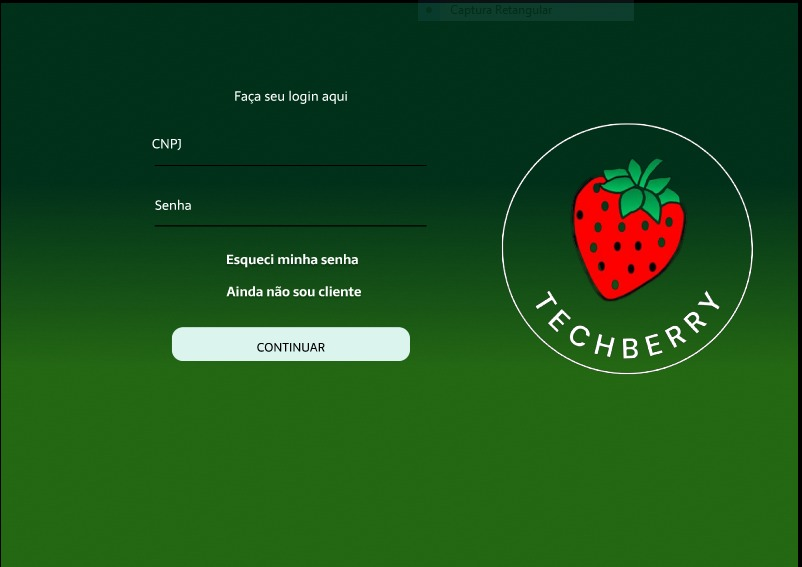 Captura Retangular
Faça seu login aqui
CNPJ
Senha
Esqueci minha senha
Ainda não sou cliente
CONTINUAR
TECHBERRY